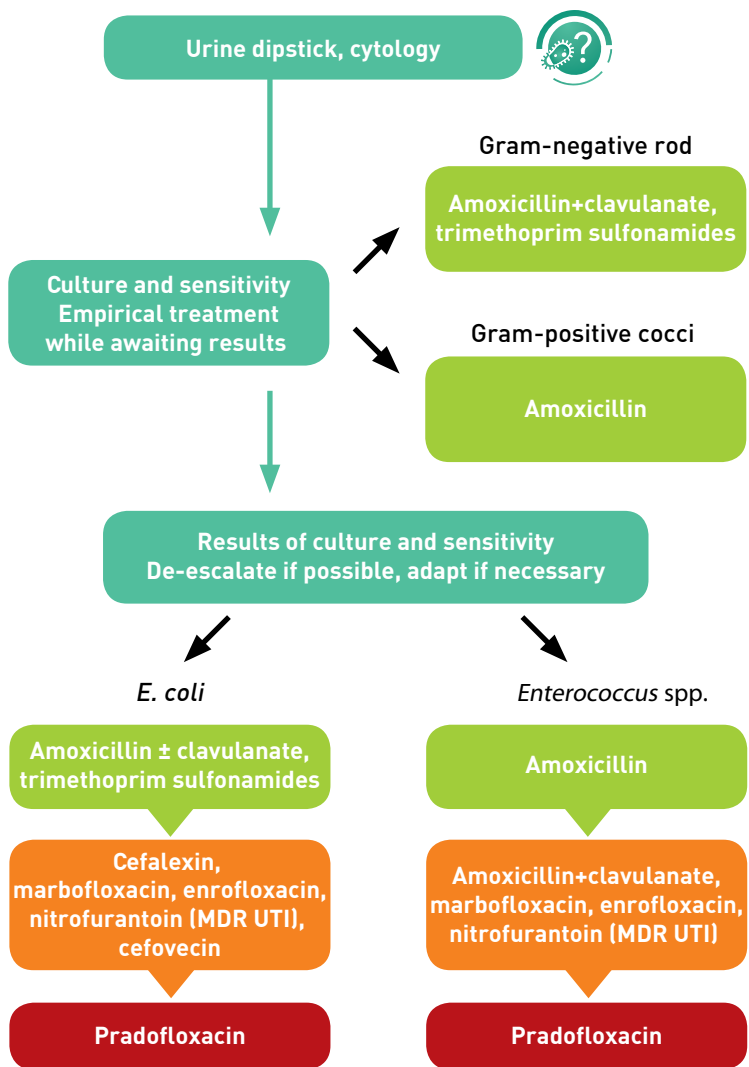 Urine dipstick, cytology
?
Gram-negative rod
Amoxicillin+clavulanate,
trimethoprim sulfonamides
Culture and sensitivity
Empirical treatment
while awaiting results
Gram-positive cocci
Amoxicillin
Results of culture and sensitivity
De-escalate if possible, adapt if necessary
E. coli
Amoxicillin ± clavulanate,
trimethoprim sulfonamides
Cefalexin,
marbofloxacin, enrofloxacin,
nitrofurantoin (MDR UTI),
cefovecin
Pradofloxacin
Enterococcus spp.
Amoxicillin
Amoxicillin+clavulanate,
marbofloxacin, enrofloxacin,
nitrofurantoin (MDR UTI)
Pradofloxacin